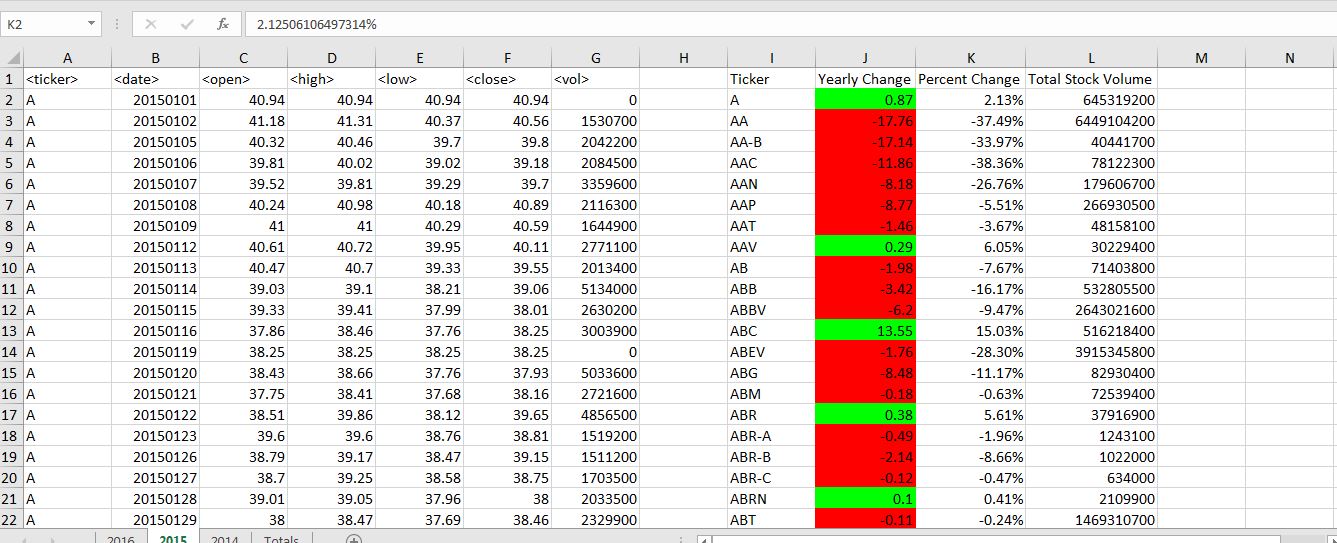 K2 fx 2.12506106497314%
A B C D E F G H I J K L M N
1 <ticker> <date> <open> <high> <low> <close> <vol> Ticker Yearly Change Percent Change Total Stock Volume
2 A 20150101 40.94 40.94 40.94 40.94 0 A 0.87 2.13% 645319200
3 A 20150102 41.18 41.31 40.37 40.56 1530700 AA -17.76 -37.49% 6449104200
4 A 20150105 40.32 40.46 39.7 39.8 2042200 AA-B -17.14 -33.97% 40441700
5 A 20150106 39.81 40.02 39.02 39.18 2084500 AAC -11.86 -38.36% 78122300
6 A 20150107 39.52 39.81 39.29 39.7 3359600 AAN -8.18 -26.76% 179606700
7 A 20150108 40.24 40.98 40.18 40.89 2116300 AAP -8.77 -5.51% 266930500
8 A 20150109 41 41 40.29 40.59 1644900 AAT -1.46 -3.67% 48158100
9 A 20150112 40.61 40.72 39.95 40.11 2771100 AAV 0.29 6.05% 30229400
10 A 20150113 40.47 40.7 39.33 39.55 2013400 AB -1.98 -7.67% 71403800
11 A 20150114 39.03 39.1 38.21 39.06 5134000 ABB -3.42 -16.17% 532805500
12 A 20150115 39.33 39.41 37.99 38.01 2630200 ABBV -6.2 -9.47% 2643021600
13 A 20150116 37.86 38.46 37.76 38.25 3003900 ABC 13.55 15.03% 516218400
14 A 20150119 38.25 38.25 38.25 38.25 0 ABEV -1.76 -28.30% 3915345800
15 A 20150120 38.43 38.66 37.76 37.93 5033600 ABG -8.48 -11.17% 82930400
16 A 20150121 37.75 38.41 37.68 38.16 2721600 ABM -0.18 -0.63% 72539400
17 A 20150122 38.51 39.86 38.12 39.65 4856500 ABR 0.38 5.61% 37916900
18 A 20150123 39.6 39.6 38.76 38.81 1519200 ABR-A -0.49 -1.96% 1243100
19 A 20150126 38.79 39.17 38.47 39.15 1511200 ABR-B -2.14 -8.66% 1022000
20 A 20150127 38.7 39.25 38.58 38.75 1703500 ABR-C -0.12 -0.47% 634000
21 A 20150128 39.01 39.05 37.96 38 2033500 ABRN 0.1 0.41% 2109900
22 A 20150129 38 38.47 37.69 38.46 2329900 ABT -0.11 -0.24% 1469310700
2016 2015 2014 Totals